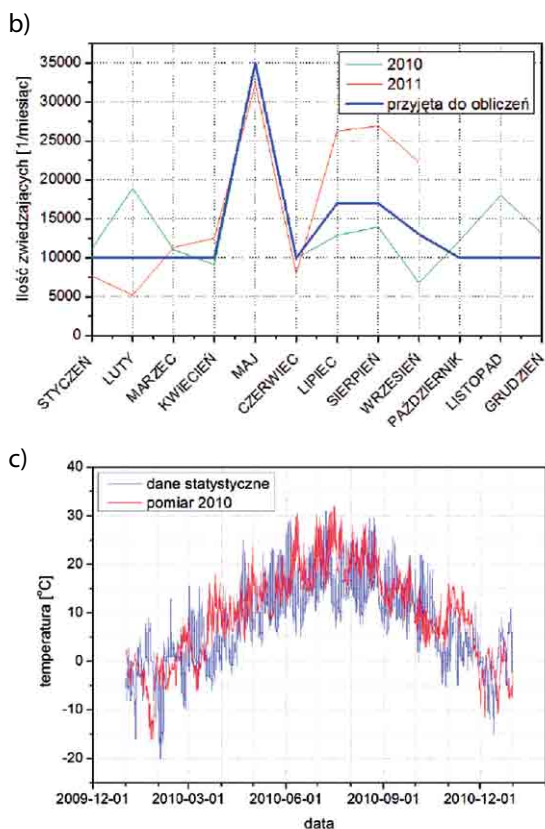 b)
Ilość zwiedzających [1/miesiąc]
35000
30000
25000
20000
15000
10000
5000
0
2010
2011
przyjęta do obliczeń
STYCZEŃ
LUTY
MARZEC
KWIECIEŃ
MAJ
CZERWIEC
LIPIEC
SIERPIEŃ
WRZESIEŃ
PAŹDZIERNIK
LISTOPAD
GRUDZIEŃ
c)
temperatura [°C]
40
30
20
10
0
-10
-20
dane statystyczne
pomiar 2010
2009-12-01
2010-03-01
2010-06-01
2010-09-01
2010-12-01
data